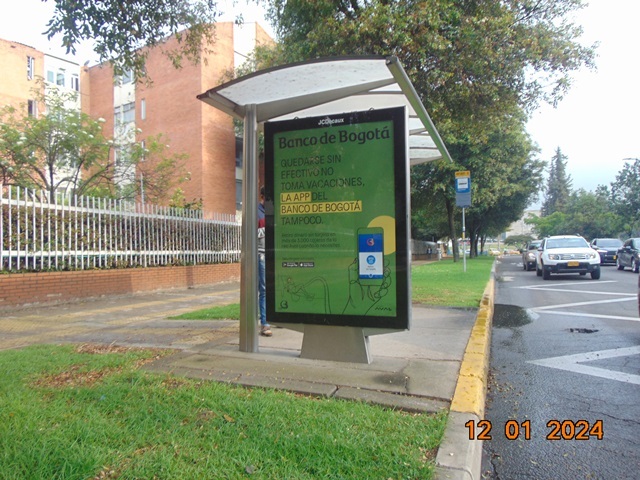 JCDecaux
Banco de Bogotá
QUEDARSE SIN
EFECTIVO NO
TOMA VACACIONES,
LA APP DEL
BANCO DE BOGOTÁ
TAMPOCO.
12 01 2024